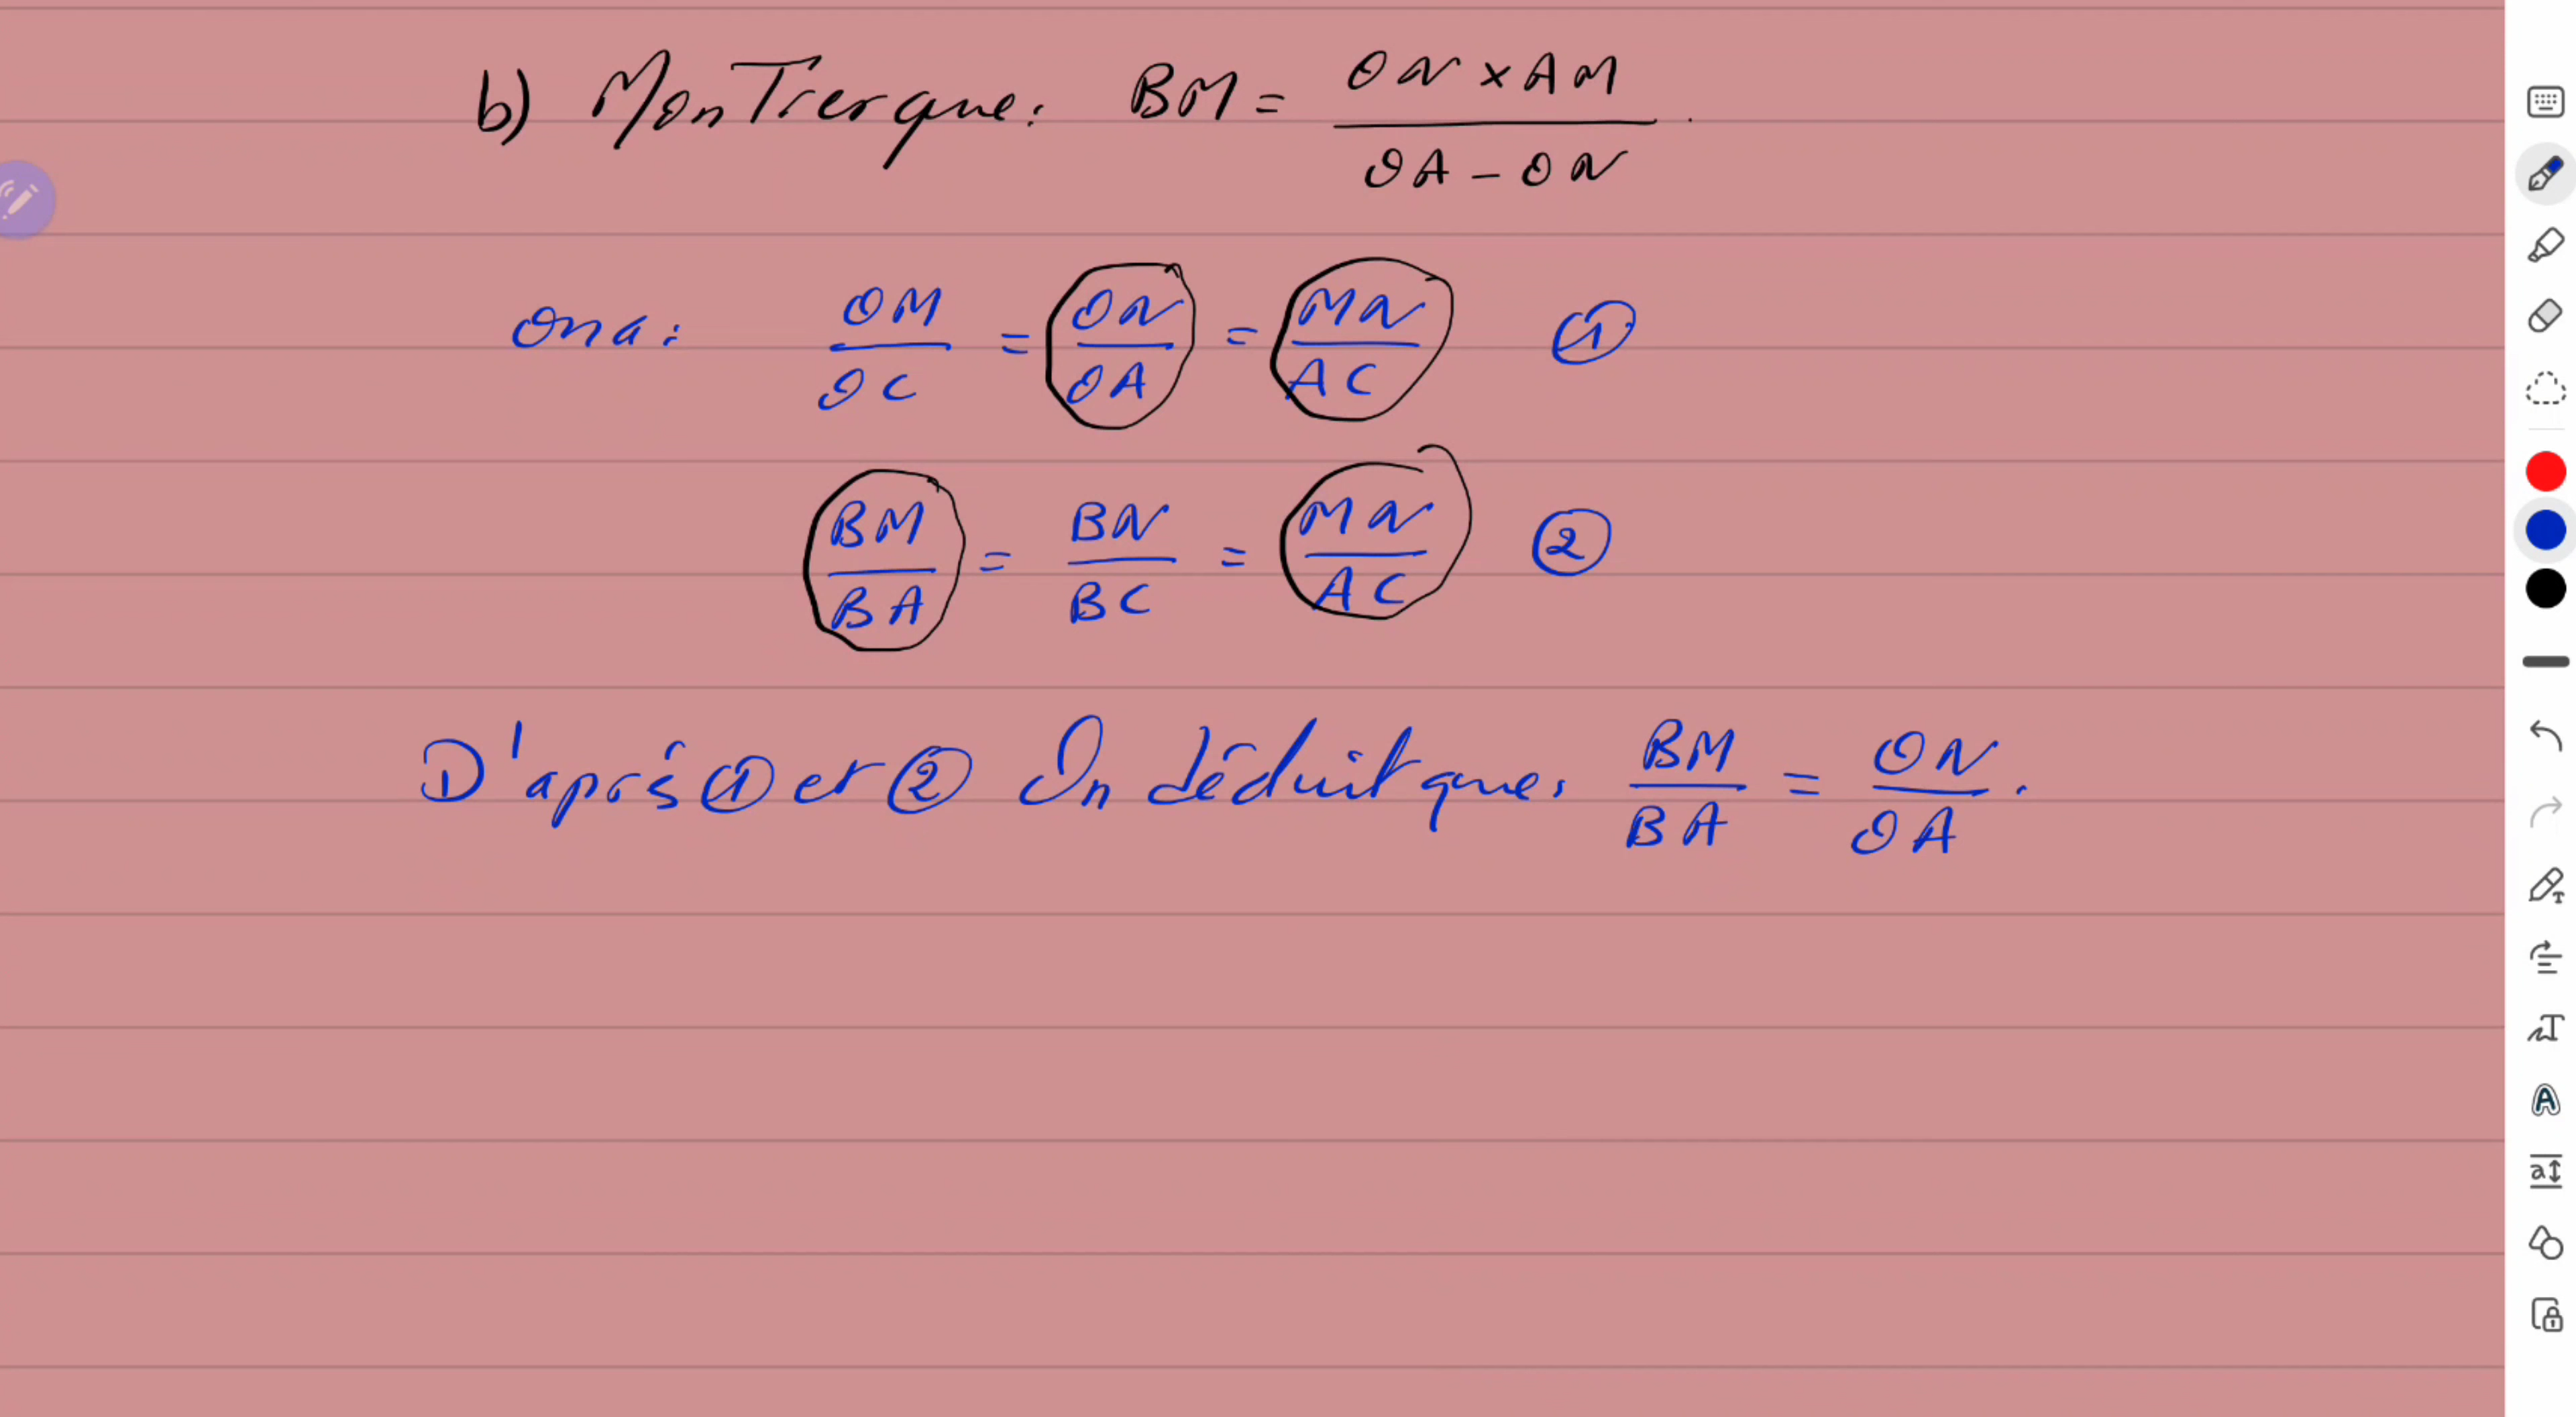 b) Montrer que : BM = (ON × AM) / (OA - ON) .
On a : OM/OC = ON/OA = MN/AC ①
BM/BA = BN/BC = MN/AC ②
D'après ① et ② On déduit que : BM/BA = ON/OA .